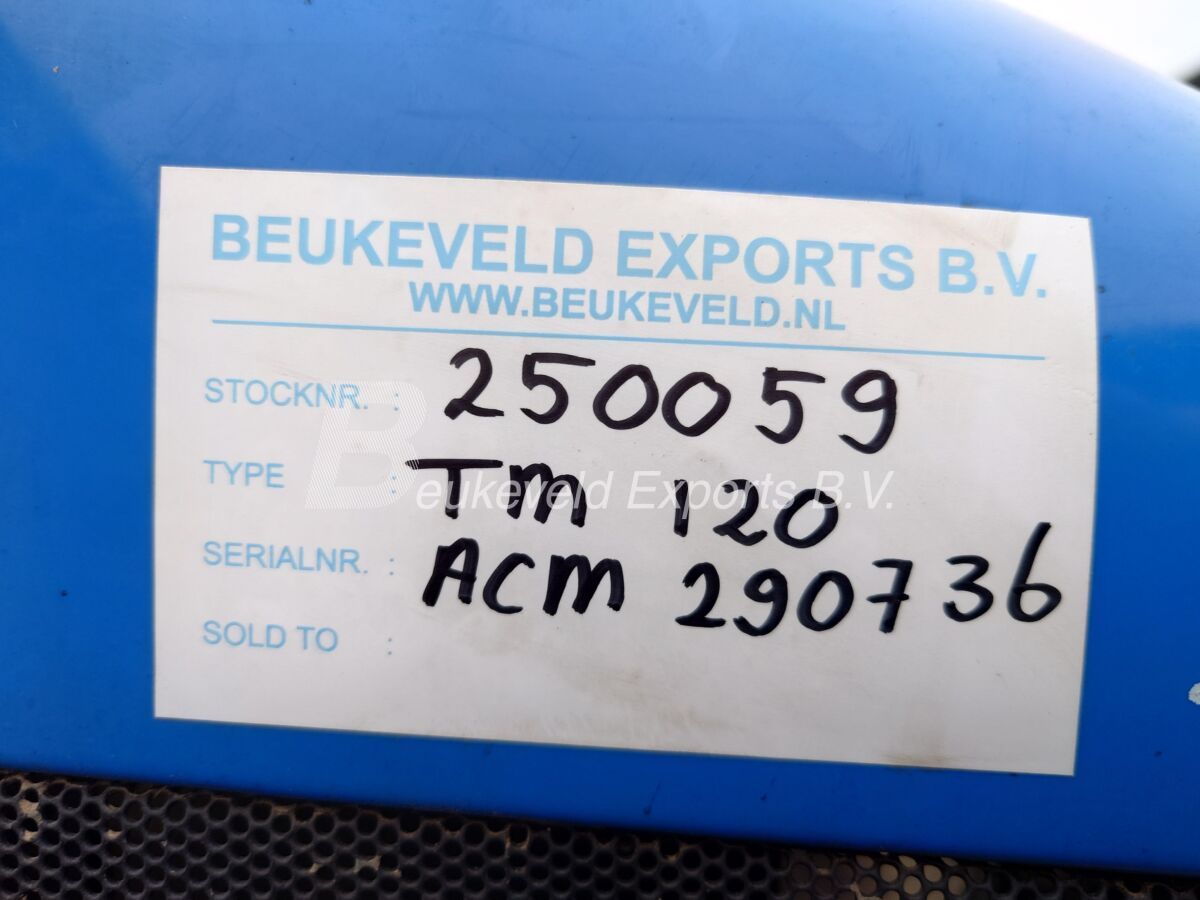 BEUKEVELD EXPORTS B.V.
WWW.BEUKEVELD.NL
STOCKNR. : 250059
TYPE : TM 120
Beukeveld Exports B.V.
SERIALNR. : ACM 290736
SOLD TO :